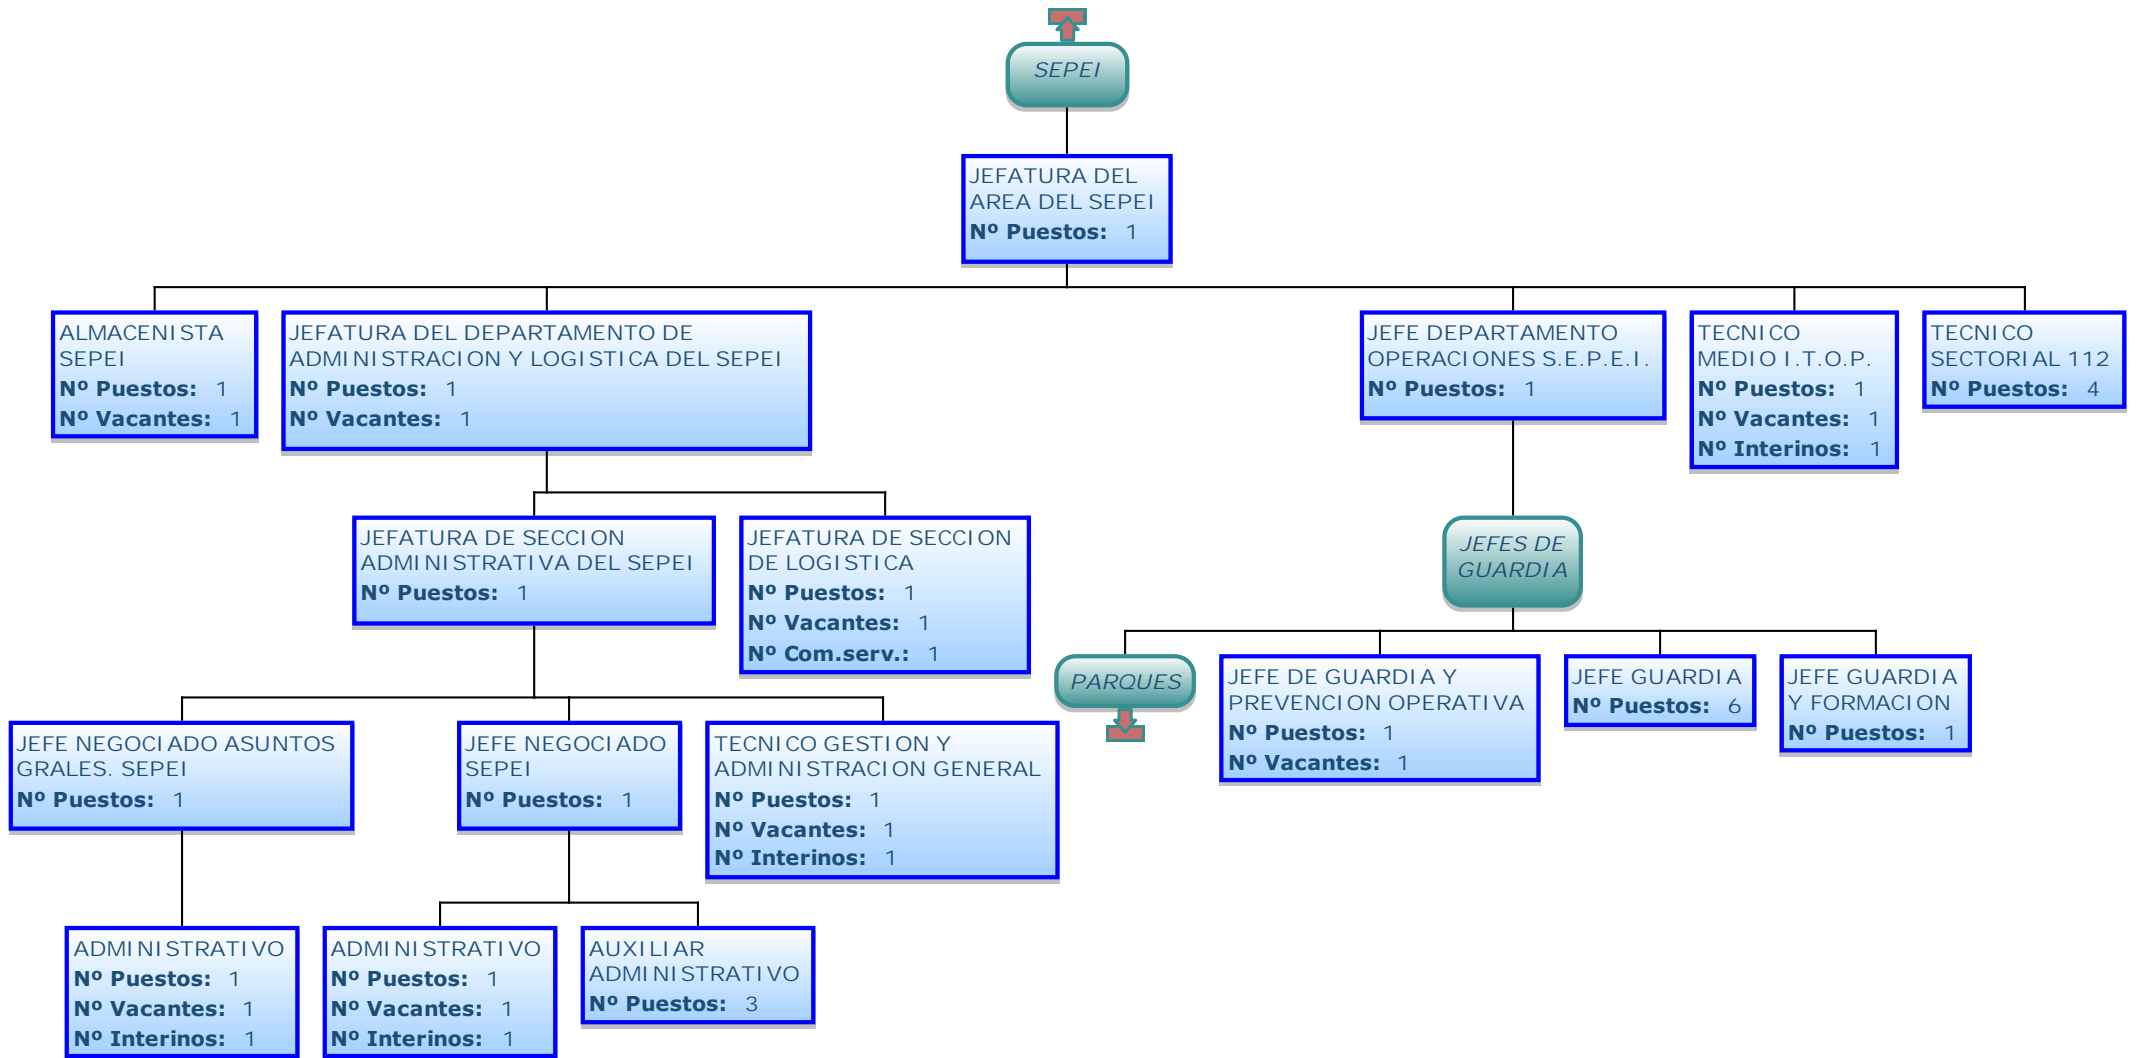 SEPEI
JEFATURA DEL
AREA DEL SEPEI
Nº Puestos: 1
ALMACENISTA
SEPEI
Nº Puestos: 1
Nº Vacantes: 1
JEFATURA DEL DEPARTAMENTO DE
ADMINISTRACION Y LOGISTICA DEL SEPEI
Nº Puestos: 1
Nº Vacantes: 1
JEFE DEPARTAMENTO
OPERACIONES S.E.P.E.I.
Nº Puestos: 1
TECNICO
MEDIO I.T.O.P.
Nº Puestos: 1
Nº Vacantes: 1
Nº Interinos: 1
TECNICO
SECTORIAL 112
Nº Puestos: 4
JEFATURA DE SECCION
ADMINISTRATIVA DEL SEPEI
Nº Puestos: 1
JEFATURA DE SECCION
DE LOGISTICA
Nº Puestos: 1
Nº Vacantes: 1
Nº Com.serv.: 1
JEFES DE
GUARDIA
PARQUES
JEFE DE GUARDIA Y
PREVENCION OPERATIVA
Nº Puestos: 1
Nº Vacantes: 1
JEFE GUARDIA
Nº Puestos: 6
JEFE GUARDIA
Y FORMACION
Nº Puestos: 1
JEFE NEGOCIADO ASUNTOS
GRALES. SEPEI
Nº Puestos: 1
JEFE NEGOCIADO
SEPEI
Nº Puestos: 1
TECNICO GESTION Y
ADMINISTRACION GENERAL
Nº Puestos: 1
Nº Vacantes: 1
Nº Interinos: 1
ADMINISTRATIVO
Nº Puestos: 1
Nº Vacantes: 1
Nº Interinos: 1
ADMINISTRATIVO
Nº Puestos: 1
Nº Vacantes: 1
Nº Interinos: 1
AUXILIAR
ADMINISTRATIVO
Nº Puestos: 3